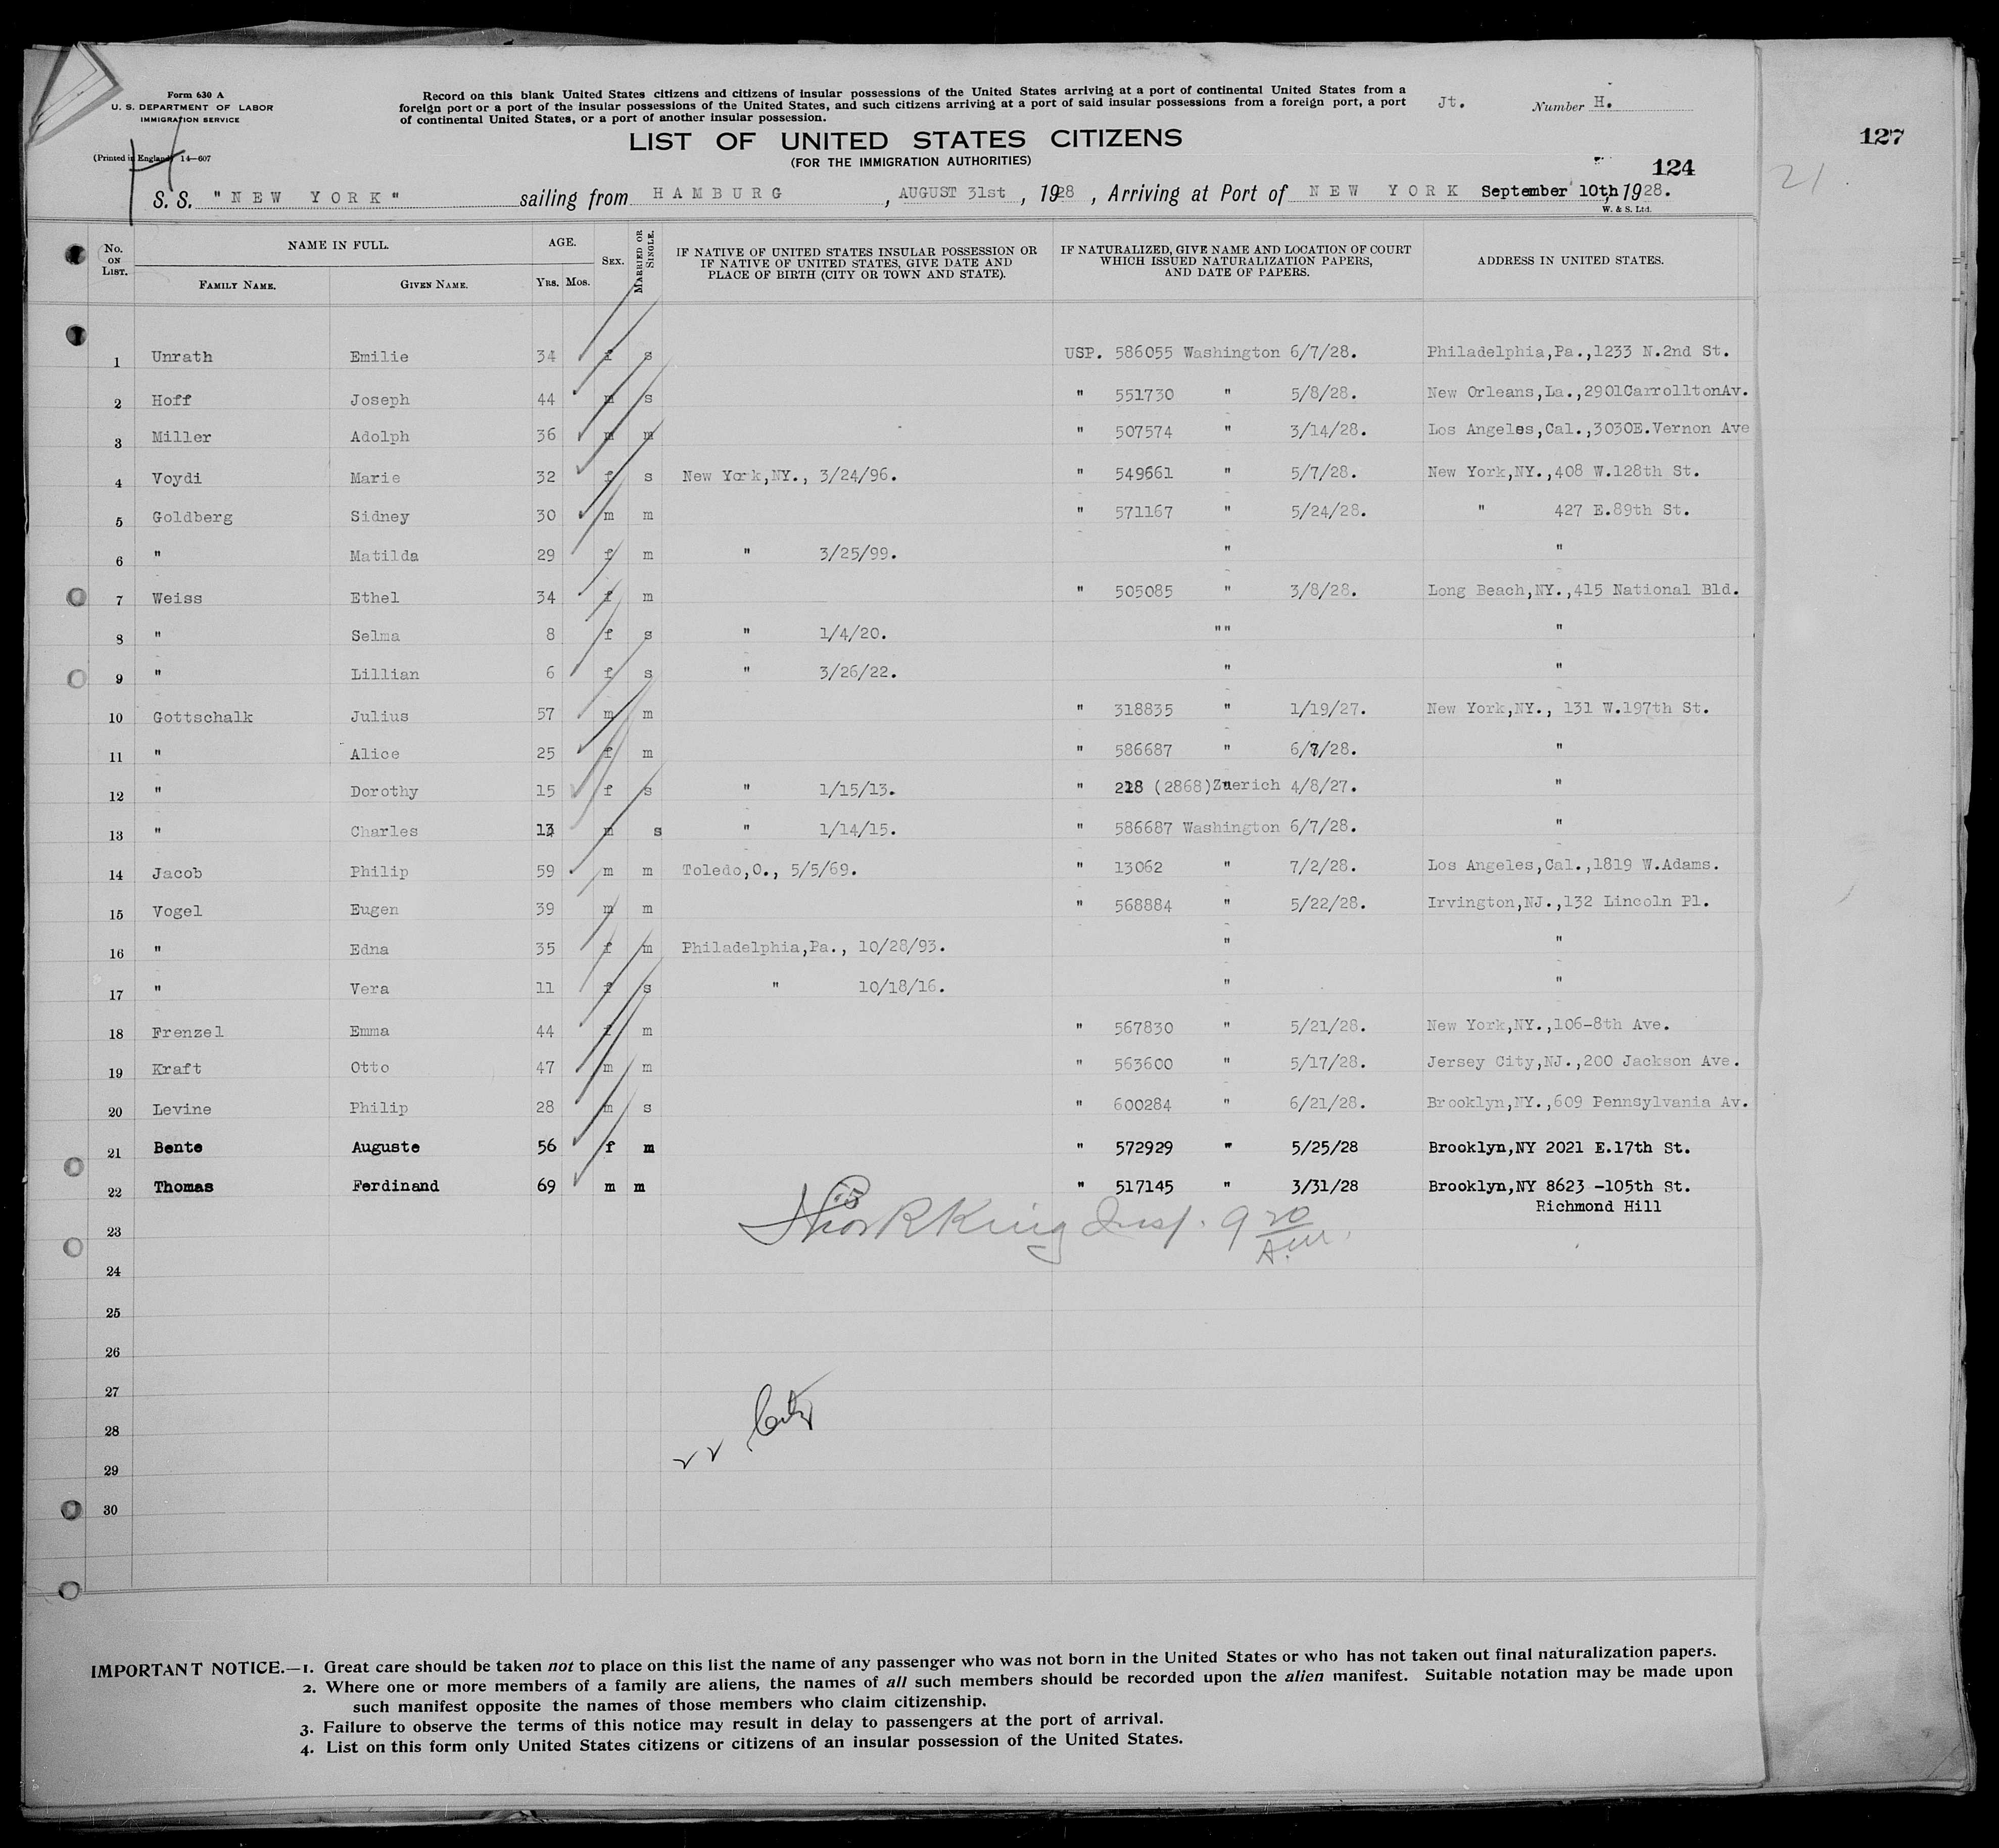 Form 630 A
U. S. DEPARTMENT OF LABOR
IMMIGRATION SERVICE
(Printed in England) 14—607
H
Record on this blank United States citizens and citizens of insular possessions of the United States arriving at a port of continental United States from a
foreign port or a port of the insular possessions of the United States, and such citizens arriving at a port of said insular possessions from a foreign port, a port
of continental United States, or a port of another insular possession.
Jt. Number H.
LIST OF UNITED STATES CITIZENS
(FOR THE IMMIGRATION AUTHORITIES)
124
127
21
S. S. "NEW YORK" sailing from HAMBURG, AUGUST 31st, 1928, Arriving at Port of NEW YORK September 10th, 1928.
W. & S. Ltd.
No. ON LIST. NAME IN FULL. FAMILY NAME. GIVEN NAME. AGE. YRS. MOS. SEX. MARRIED OR SINGLE. IF NATIVE OF UNITED STATES INSULAR POSSESSION OR IF NATIVE OF UNITED STATES, GIVE DATE AND PLACE OF BIRTH (CITY OR TOWN AND STATE). IF NATURALIZED, GIVE NAME AND LOCATION OF COURT WHICH ISSUED NATURALIZATION PAPERS, AND DATE OF PAPERS. ADDRESS IN UNITED STATES.
1 Unrath Emilie 34 f s USP. 586055 Washington 6/7/28. Philadelphia,Pa.,1233 N.2nd St.
2 Hoff Joseph 44 m s " 551730 " 5/8/28. New Orleans,La.,2901CarrolltonAv.
3 Miller Adolph 36 m m " 507574 " 3/14/28. Los Angeles,Cal.,3030E.Vernon Ave
4 Voydi Marie 32 f s New York,NY., 3/24/96. " 549661 " 5/7/28. New York,NY.,408 W.128th St.
5 Goldberg Sidney 30 m m " 571167 " 5/24/28. " 427 E.89th St.
6 " Matilda 29 f m " 3/25/99. " "
7 Weiss Ethel 34 f m " 505085 " 3/8/28. Long Beach,NY.,415 National Bld.
8 " Selma 8 f s " 1/4/20. "" "
9 " Lillian 6 f s " 3/26/22. " "
10 Gottschalk Julius 57 m m " 318835 " 1/19/27. New York,NY., 131 W.197th St.
11 " Alice 25 f m " 586687 " 6/7/28. "
12 " Dorothy 15 f s " 1/15/13. " 218 (2868)Zuerich 4/8/27. "
13 " Charles 13 m s " 1/14/15. " 586687 Washington 6/7/28. "
14 Jacob Philip 59 m m Toledo,O., 5/5/69. " 13062 " 7/2/28. Los Angeles,Cal.,1819 W.Adams.
15 Vogel Eugen 39 m m " 568884 " 5/22/28. Irvington,NJ.,132 Lincoln Pl.
16 " Edna 35 f m Philadelphia,Pa., 10/28/93. " "
17 " Vera 11 f s " 10/18/16. " "
18 Frenzel Emma 44 f m " 567830 " 5/21/28. New York,NY.,106-8th Ave.
19 Kraft Otto 47 m m " 563600 " 5/17/28. Jersey City,NJ.,200 Jackson Ave.
20 Levine Philip 28 m s " 600284 " 6/21/28. Brooklyn,NY.,609 Pennsylvania Av.
21 Bente Auguste 56 f m " 572929 " 5/25/28 Brooklyn,NY 2021 E.17th St.
22 Thomas Ferdinand 69 m m " 517145 " 3/31/28 Brooklyn,NY 8623 -105th St.
Richmond Hill
Thos R King Insp. 9 20 A.M.
23
24
25
26
27
28
29
30
22
IMPORTANT NOTICE.—1. Great care should be taken not to place on this list the name of any passenger who was not born in the United States or who has not taken out final naturalization papers.
2. Where one or more members of a family are aliens, the names of all such members should be recorded upon the alien manifest. Suitable notation may be made upon
such manifest opposite the names of those members who claim citizenship.
3. Failure to observe the terms of this notice may result in delay to passengers at the port of arrival.
4. List on this form only United States citizens or citizens of an insular possession of the United States.